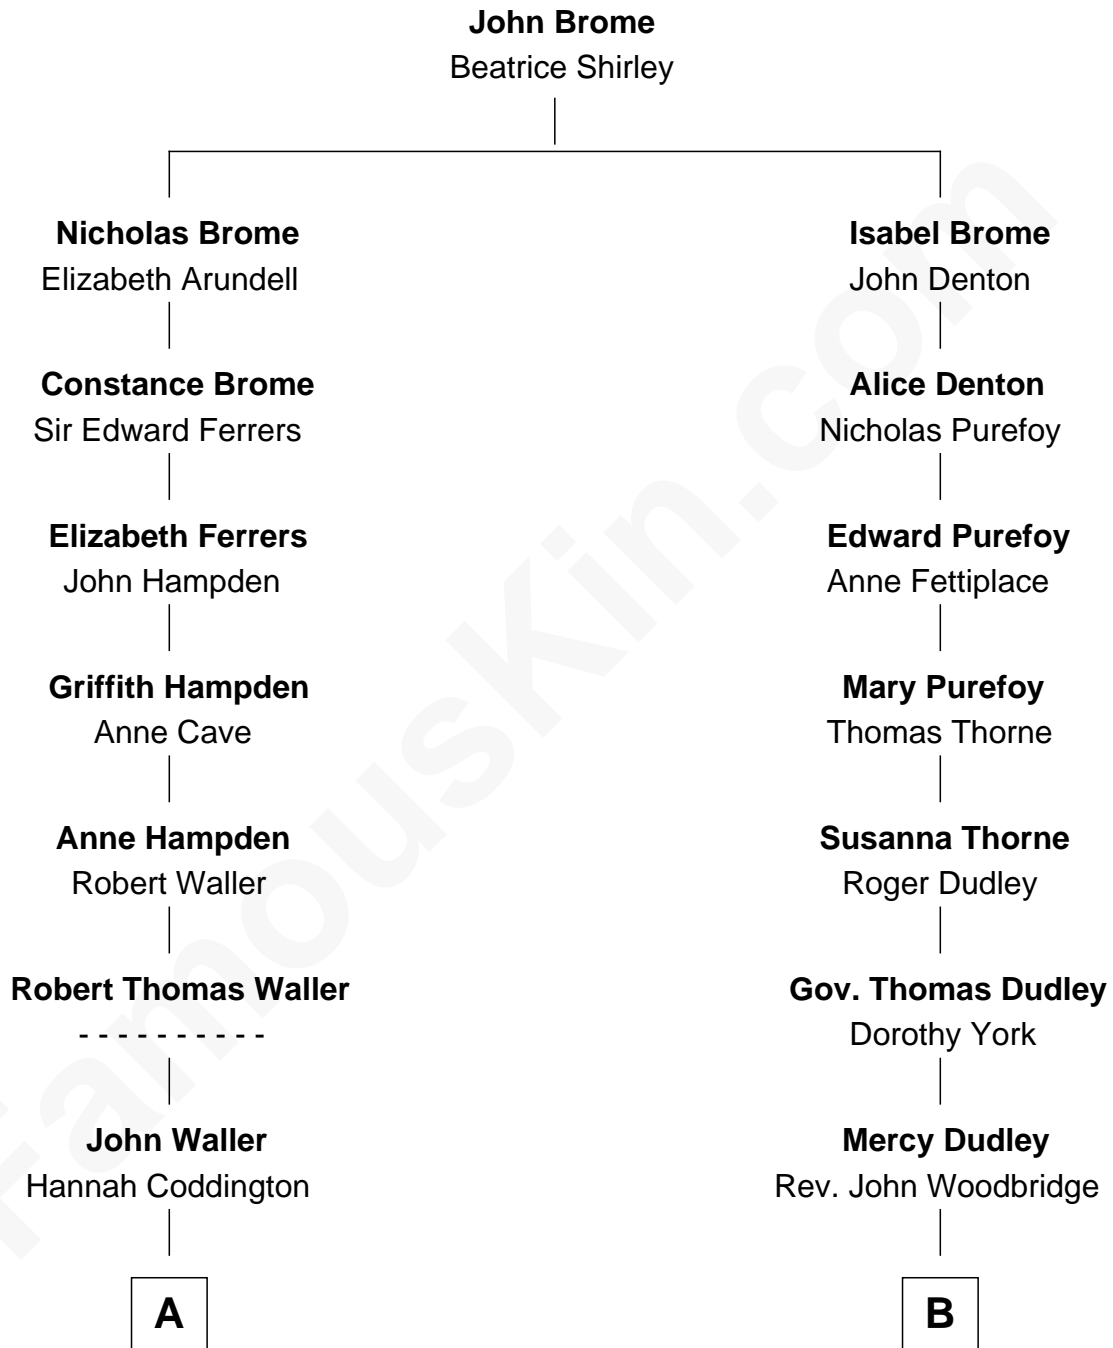 John Brome
Beatrice Shirley
Nicholas Brome
Elizabeth Arundell
Isabel Brome
John Denton
Constance Brome
Sir Edward Ferrers
Alice Denton
Nicholas Purefoy
Elizabeth Ferrers
John Hampden
Edward Purefoy
Anne Fettiplace
Griffith Hampden
Anne Cave
Mary Purefoy
Thomas Thorne
Anne Hampden
Robert Waller
Susanna Thorne
Roger Dudley
Robert Thomas Waller
- - - - - - - - - -
Gov. Thomas Dudley
Dorothy York
John Waller
Hannah Coddington
Mercy Dudley
Rev. John Woodbridge
A
B
FamousKin.com